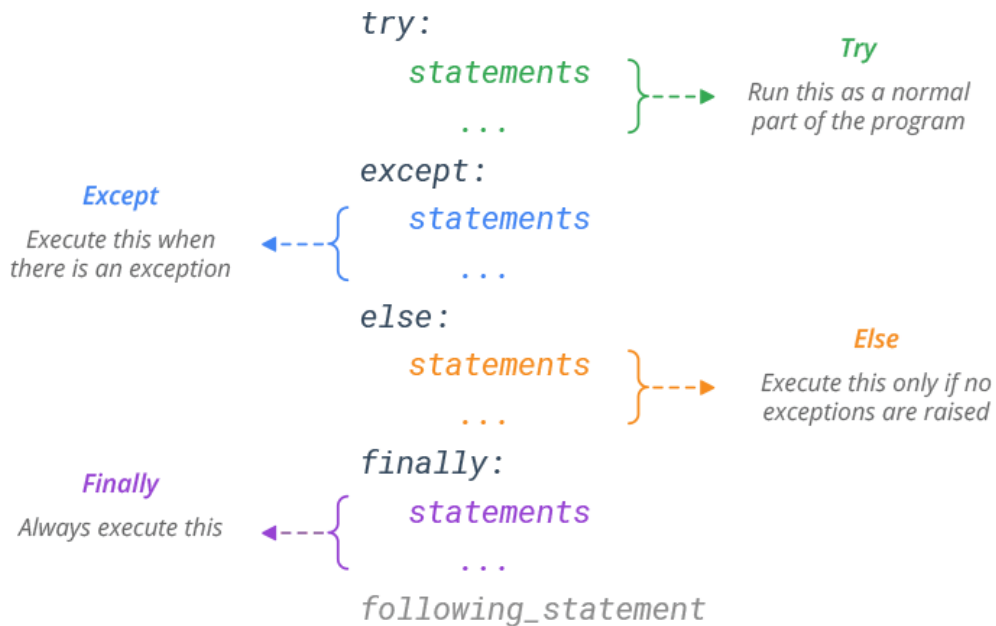 try:
statements
...
Try
Run this as a normal
part of the program
except:
Except
Execute this when
there is an exception
statements
...
else:
statements
...
Else
Execute this only if no
exceptions are raised
finally:
Finally
Always execute this
statements
...
following_statement